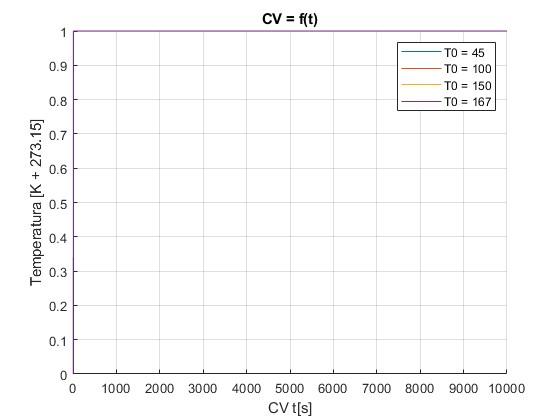 CV = f(t)
1
0.9
0.8
0.7
0.6
0.5
0.4
0.3
0.2
0.1
0
Temperatura [K + 273.15]
T0 = 45
T0 = 100
T0 = 150
T0 = 167
0 1000 2000 3000 4000 5000 6000 7000 8000 9000 10000
CV t[s]